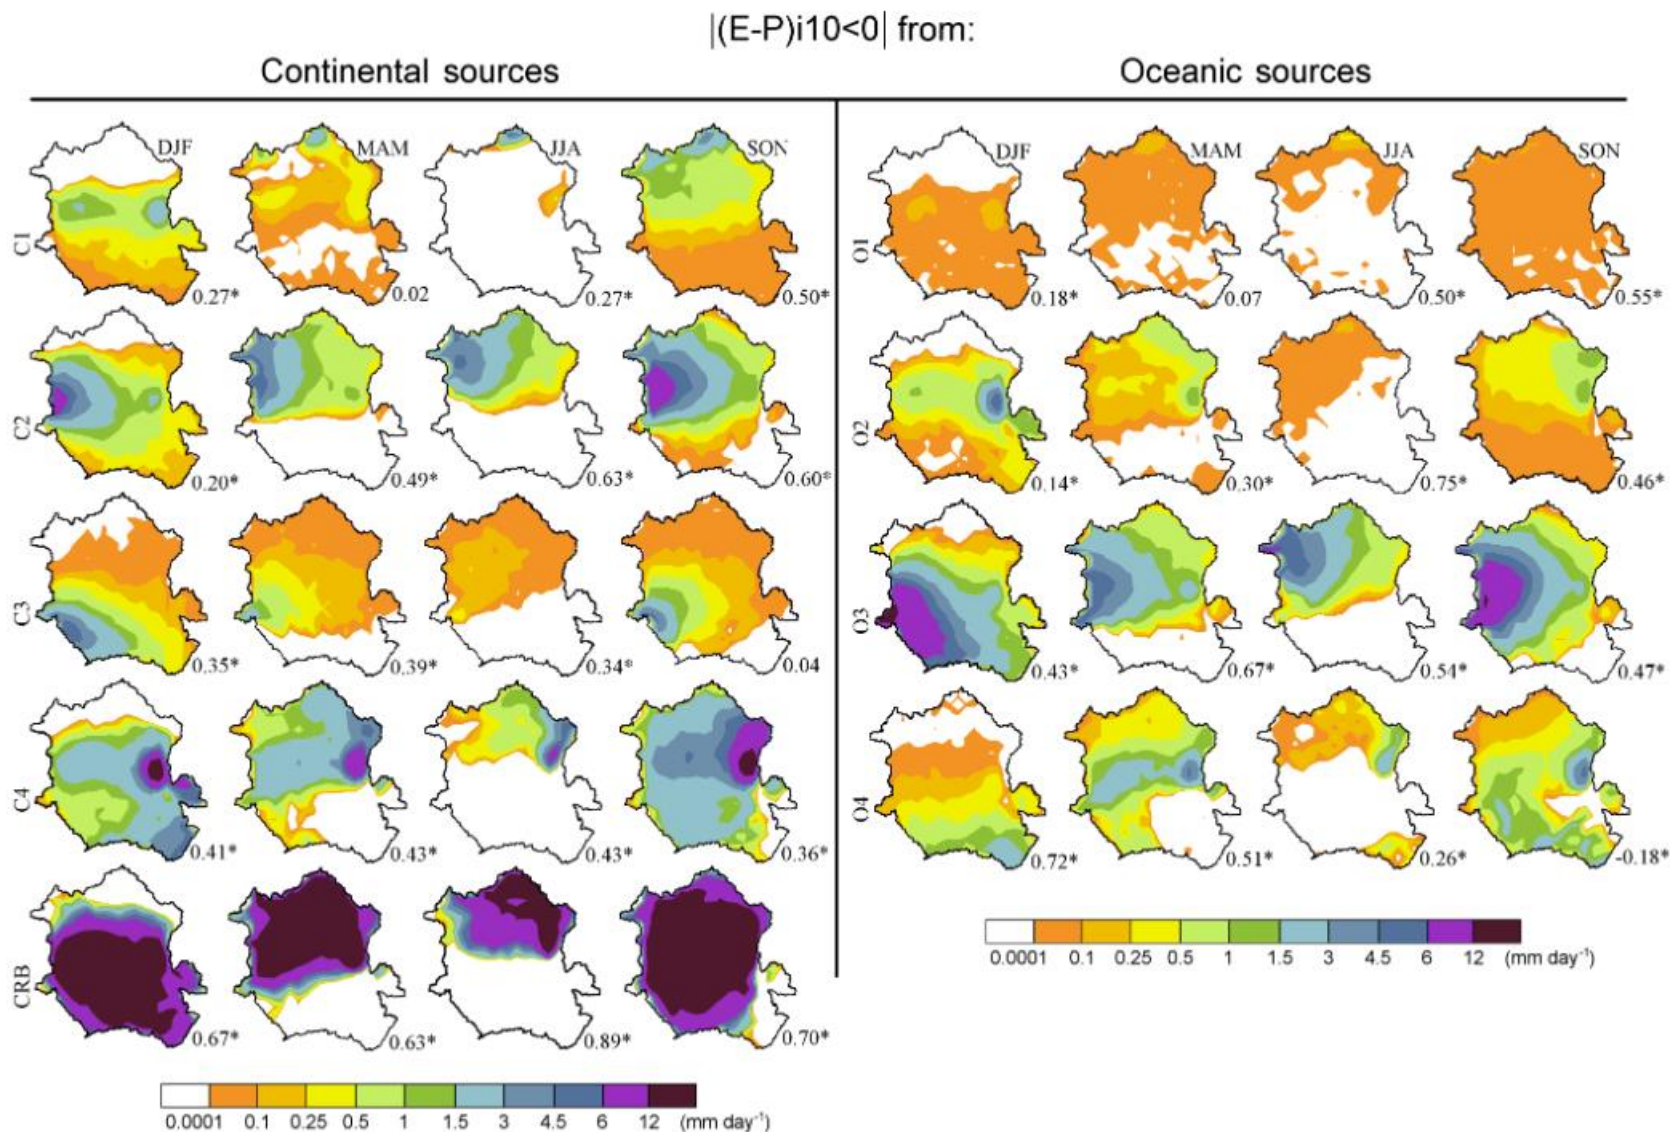 |(E-P)i10<0| from:
Continental sources
Oceanic sources
DJF MAM JJA SON
C1
0.27* 0.02 0.27* 0.50*
C2
0.20* 0.49* 0.63* 0.60*
C3
0.35* 0.39* 0.34* 0.04
C4
0.41* 0.43* 0.43* 0.36*
CRB
0.67* 0.63* 0.89* 0.70*
0.0001 0.1 0.25 0.5 1 1.5 3 4.5 6 12 (mm day⁻¹)
DJF MAM JJA SON
O1
0.18* 0.07 0.50* 0.55*
O2
0.14* 0.30* 0.75* 0.46*
O3
0.43* 0.67* 0.54* 0.47*
O4
0.72* 0.51* 0.26* -0.18*
0.0001 0.1 0.25 0.5 1 1.5 3 4.5 6 12 (mm day⁻¹)